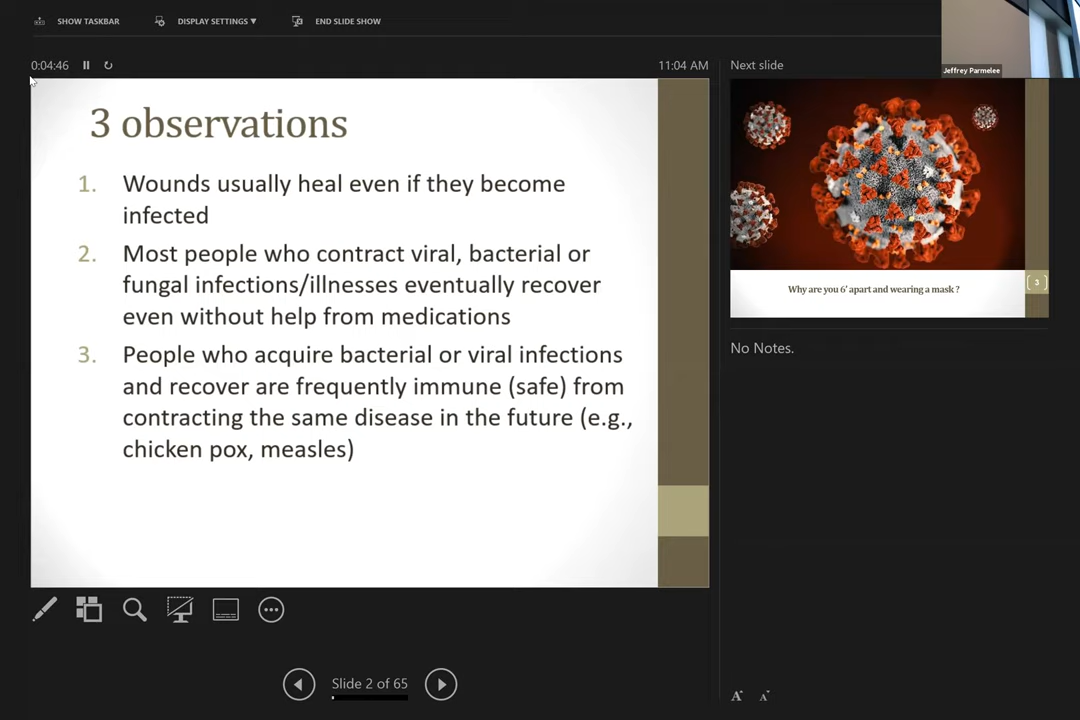 SHOW TASKBAR
DISPLAY SETTINGS ▼
END SLIDE SHOW
Jeffrey Parmelee
0:04:46
11:04 AM
Next slide
3 observations
1. Wounds usually heal even if they become
infected
2. Most people who contract viral, bacterial or
fungal infections/illnesses eventually recover
even without help from medications
3. People who acquire bacterial or viral infections
and recover are frequently immune (safe) from
contracting the same disease in the future (e.g.,
chicken pox, measles)
Why are you 6' apart and wearing a mask ?
3
No Notes.
Slide 2 of 65
A A